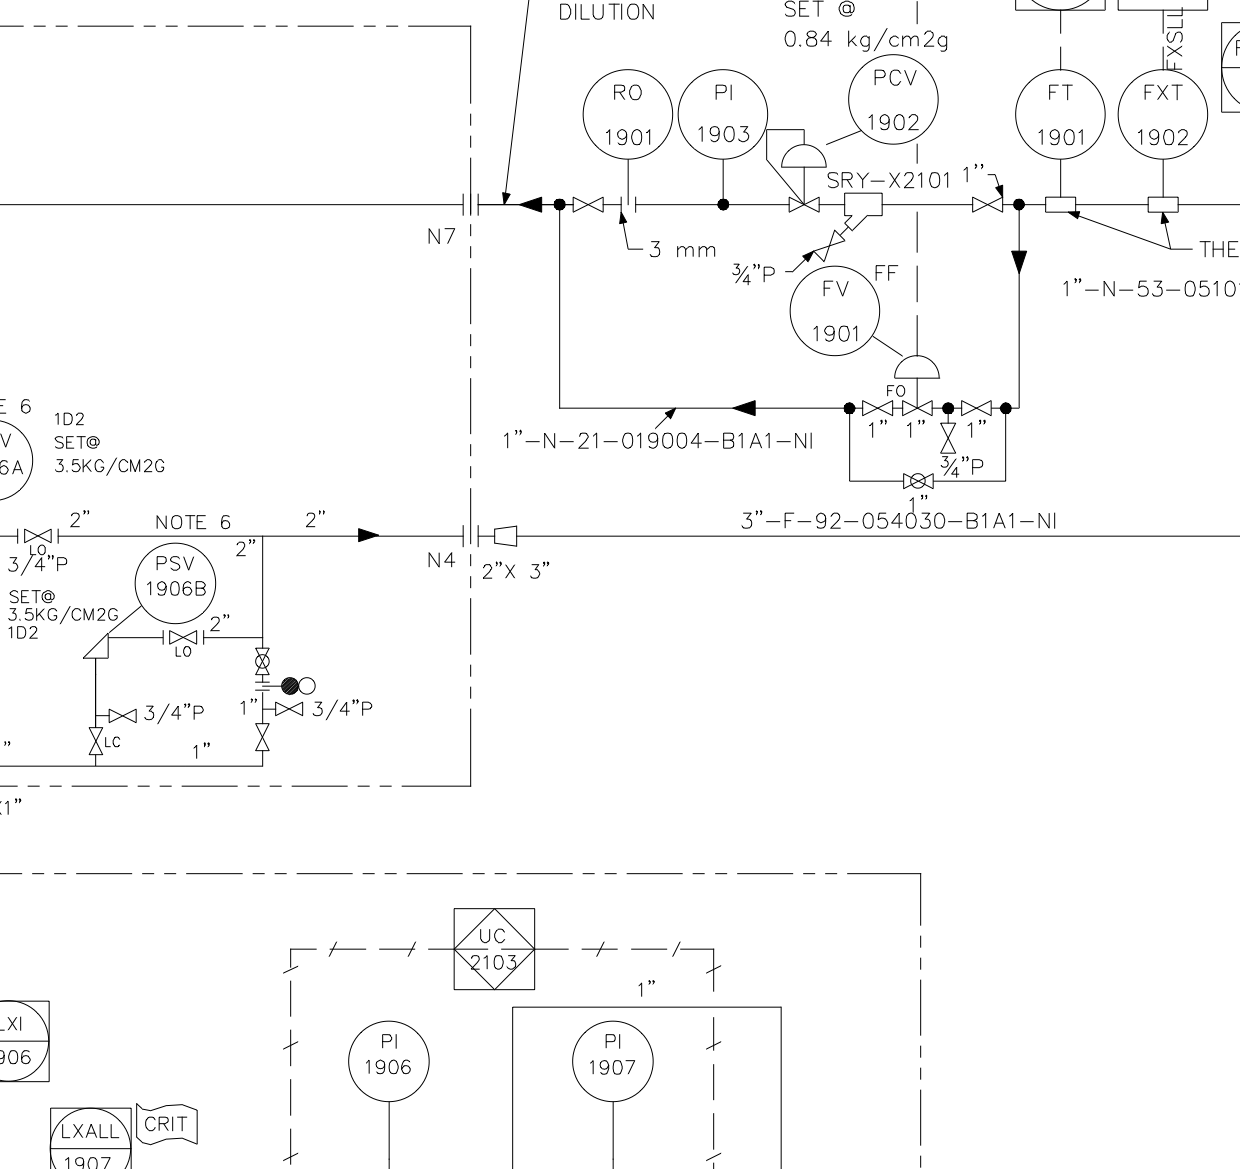 DILUTION
SET @
0.84 kg/cm2g
FXSLL
RO
1901
PI
1903
PCV
1902
FT
1901
FXT
1902
SRY-X2101
1"
N7
3 mm
3/4"P
FF
THE
1"-N-53-0510
FV
1901
FO
1"
1"
1"
1"-N-21-019004-B1A1-NI
3/4"P
1"
3"-F-92-054030-B1A1-NI
E 6
1D2
SET@
3.5KG/CM2G
V
6A
2"
NOTE 6
2"
LO
3/4"P
2"
N4
2"X 3"
PSV
1906B
SET@
3.5KG/CM2G
1D2
2"
LO
3/4"P
1"
3/4"P
LC
1"
"
X1"
UC
2103
1"
LXI
906
PI
1906
PI
1907
LXALL
1907
CRIT